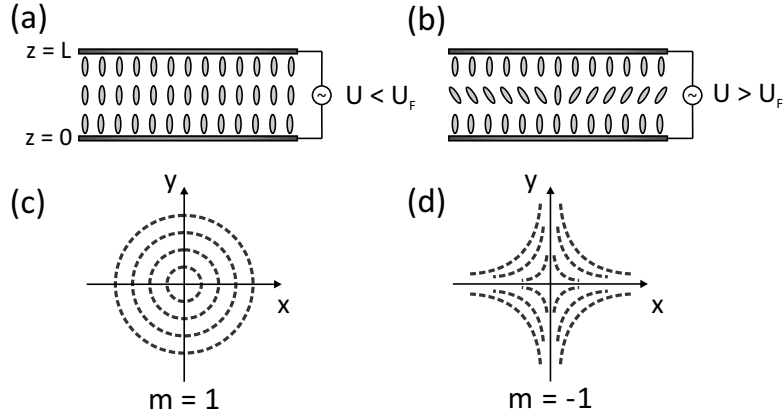 (a)
z = L
z = 0
~
U < U_F
(b)
~
U > U_F
(c)
y
x
m = 1
(d)
y
x
m = -1